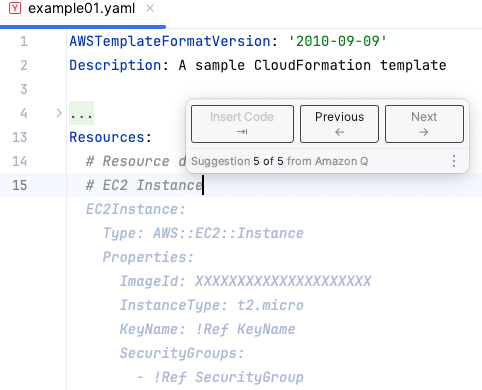 Y example01.yaml ×
1 AWSTemplateFormatVersion: '2010-09-09'
2 Description: A sample CloudFormation template
3
4 ...
Insert Code Previous Next
⇥ ← →
13 Resources:
Suggestion 5 of 5 from Amazon Q
14 # Resource d
15 # EC2 Instance
EC2Instance:
Type: AWS::EC2::Instance
Properties:
ImageId: XXXXXXXXXXXXXXXXXXXXX
InstanceType: t2.micro
KeyName: !Ref KeyName
SecurityGroups:
- !Ref SecurityGroup